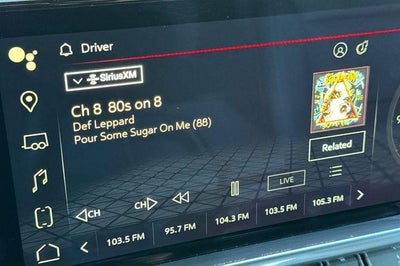 Driver
SiriusXM
Ch 8 80s on 8
Def Leppard
Pour Some Sugar On Me (88)
Related
CH
CH
LIVE
103.5 FM
95.7 FM
104.3 FM
103.5 FM
105.3 FM